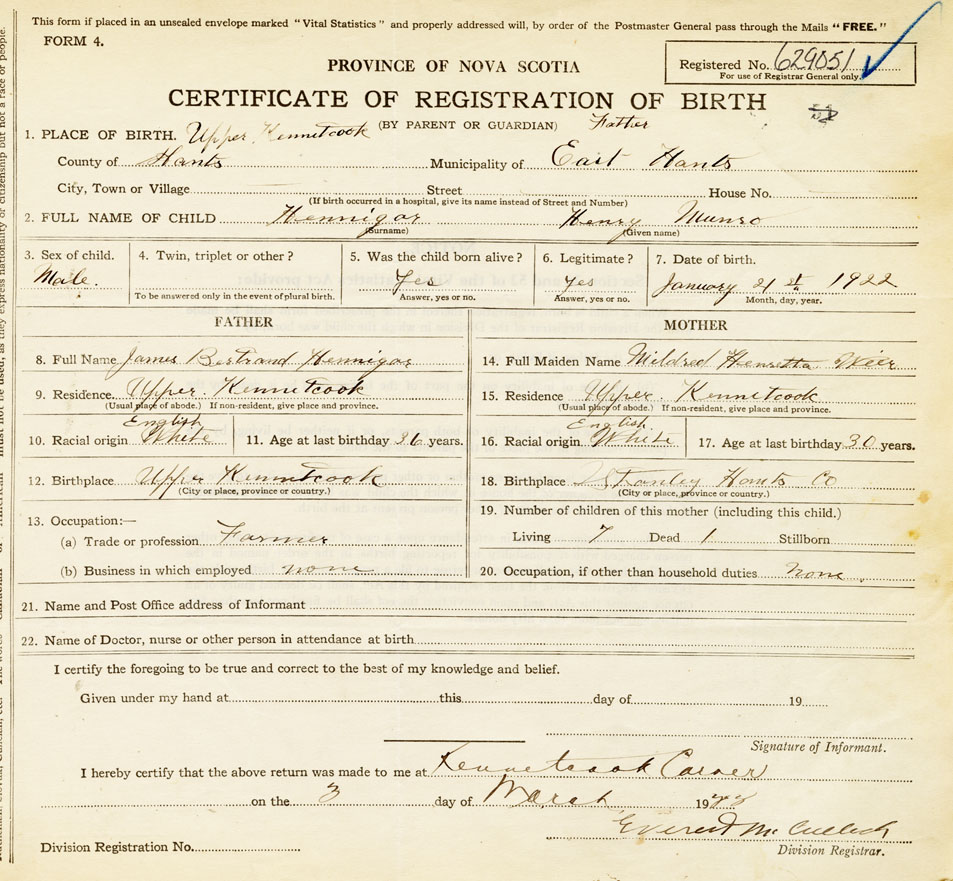 This form if placed in an unsealed envelope marked "Vital Statistics" and properly addressed will, by order of the Postmaster General pass through the Mails "FREE."
FORM 4.
Registered No. 629051
For use of Registrar General only.
PROVINCE OF NOVA SCOTIA
CERTIFICATE OF REGISTRATION OF BIRTH
(BY PARENT OR GUARDIAN) Father
1. PLACE OF BIRTH. Upper Kennetcook
County of Hants Municipality of East Hants
City, Town or Village Street House No.
(If birth occurred in a hospital, give its name instead of Street and Number)
2. FULL NAME OF CHILD Hennigar Henry Munro
(Surname) (Given name)
3. Sex of child. 4. Twin, triplet or other? 5. Was the child born alive? 6. Legitimate? 7. Date of birth.
Male. Yes Yes January 21st 1922
To be answered only in the event of plural birth. Answer, yes or no. Answer, yes or no. Month, day, year.
FATHER
8. Full Name James Bertrand Hennigar
9. Residence Upper Kennetcook
(Usual place of abode.) If non-resident, give place and province.
English
10. Racial origin White 11. Age at last birthday 36 years.
12. Birthplace Upper Kennetcook
(City or place, province or country.)
13. Occupation:—
(a) Trade or profession Farmer
(b) Business in which employed none
MOTHER
14. Full Maiden Name Mildred Henretta Weir
15. Residence Upper Kennetcook
(Usual place of abode.) If non-resident, give place and province.
English
16. Racial origin White 17. Age at last birthday 30 years.
18. Birthplace Stanley Hants Co
(City or place, province or country.)
19. Number of children of this mother (including this child.)
Living 7 Dead 1 Stillborn
20. Occupation, if other than household duties None
21. Name and Post Office address of Informant
22. Name of Doctor, nurse or other person in attendance at birth
I certify the foregoing to be true and correct to the best of my knowledge and belief.
Given under my hand at this day of 19
Signature of Informant.
I hereby certify that the above return was made to me at Kennetcook Corner
on the 3 day of March 19
Everett McCulloch
Division Registration No. Division Registrar.